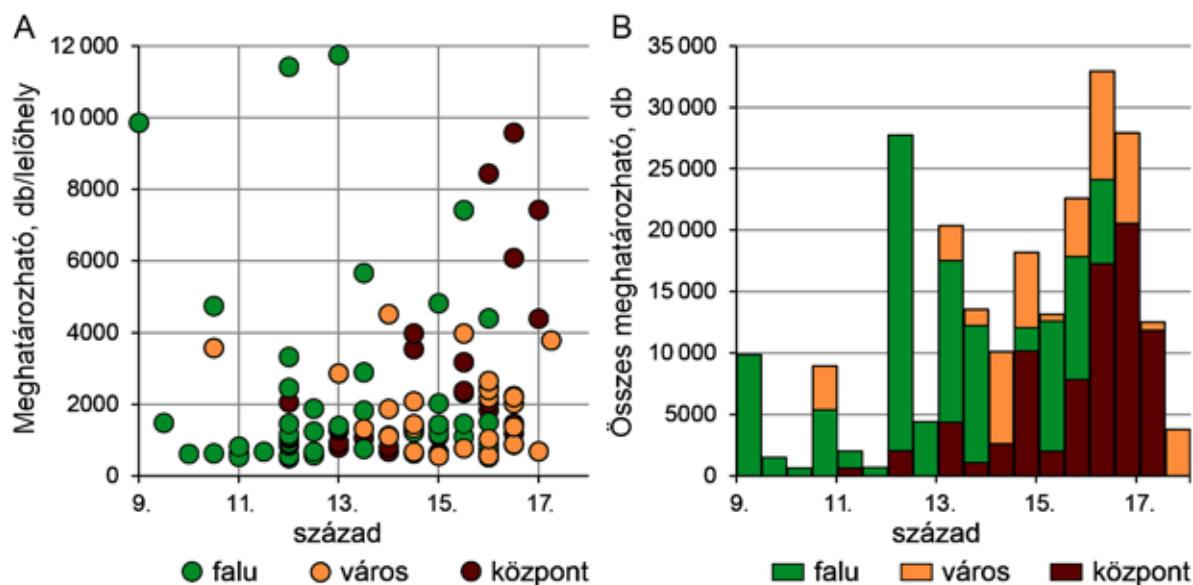 A
Meghatározható, db/lelőhely
12 000
10 000
8000
6000
4000
2000
0
9. 11. 13. 15. 17.
század
falu város központ
B
Összes meghatározható, db
35 000
30 000
25 000
20 000
15 000
10 000
5000
0
9. 11. 13. 15. 17.
század
falu város központ